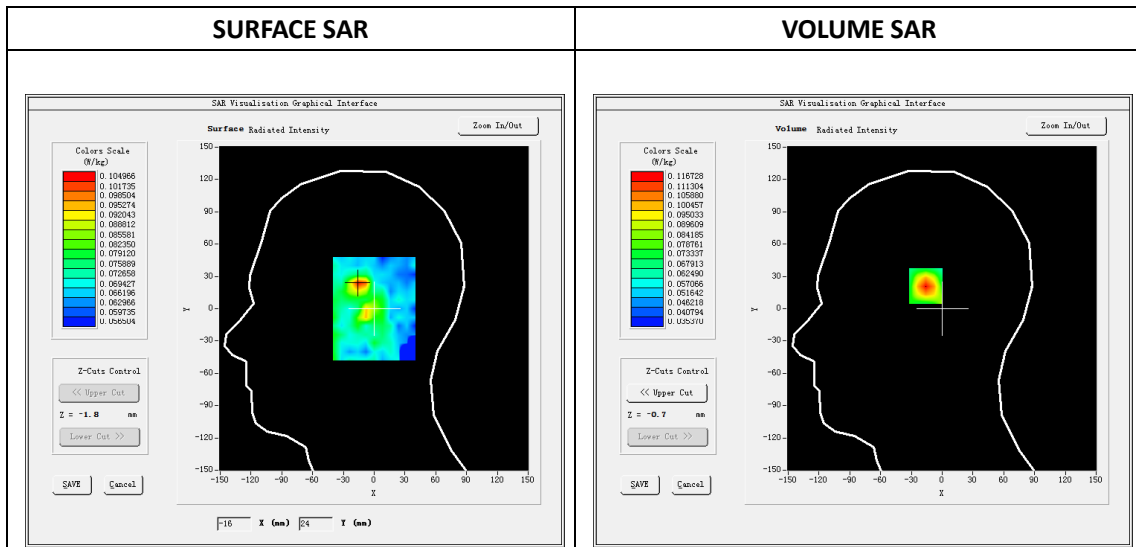 SURFACE SAR
VOLUME SAR
SAR Visualisation Graphical Interface
Surface Radiated Intensity
Zoom In/Out
Colors Scale
(W/kg)
0.104966
0.101735
0.098504
0.095274
0.092043
0.088812
0.085581
0.082350
0.079120
0.075889
0.072658
0.069427
0.066196
0.062966
0.059735
0.056504
Z-Cuts Control
<< Upper Cut
Z = -1.8 mm
Lower Cut >>
SAVE
Cancel
150
120
90
60
30
0
-30
-60
-90
-120
-150
Y
-150 -120 -90 -60 -30 0 30 60 90 120 150
X
-16 X (mm) 24 Y (mm)
SAR Visualisation Graphical Interface
Volume Radiated Intensity
Zoom In/Out
Colors Scale
(W/kg)
0.116728
0.111304
0.105880
0.100457
0.095033
0.089609
0.084185
0.078761
0.073337
0.067913
0.062490
0.057066
0.051642
0.046218
0.040794
0.035370
Z-Cuts Control
<< Upper Cut
Z = -0.7 mm
Lower Cut >>
SAVE
Cancel
150
120
90
60
30
0
-30
-60
-90
-120
-150
Y
-150 -120 -90 -60 -30 0 30 60 90 120 150
X